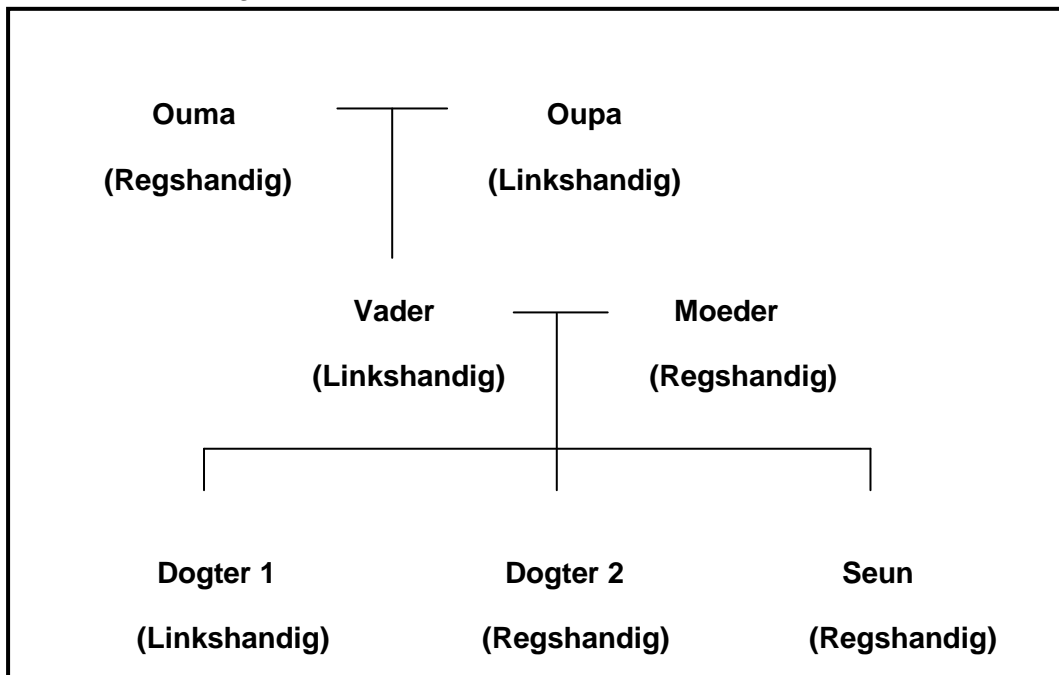 Ouma Oupa
(Regshandig) (Linkshandig)
Vader Moeder
(Linkshandig) (Regshandig)
Dogter 1 Dogter 2 Seun
(Linkshandig) (Regshandig) (Regshandig)